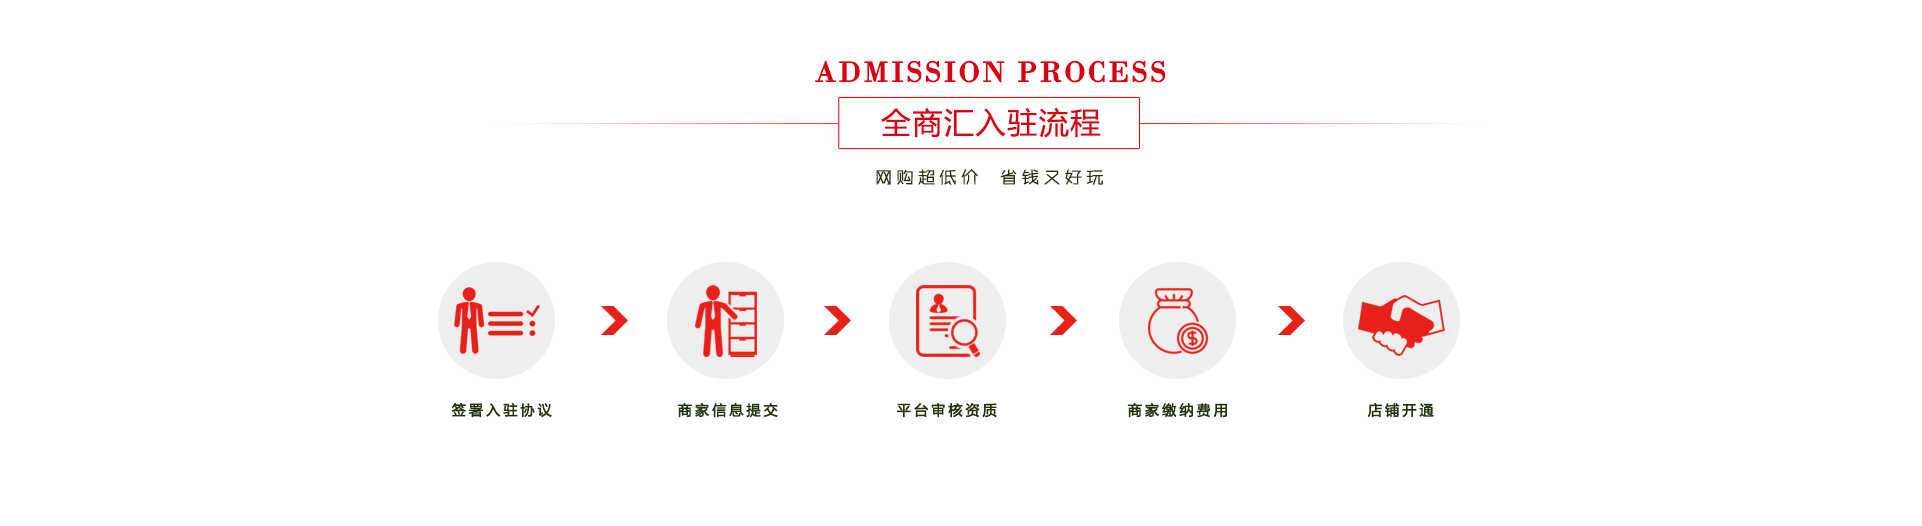 ADMISSION PROCESS
全商汇入驻流程
网购超低价 省钱又好玩
$
签署入驻协议
商家信息提交
平台审核资质
商家缴纳费用
店铺开通